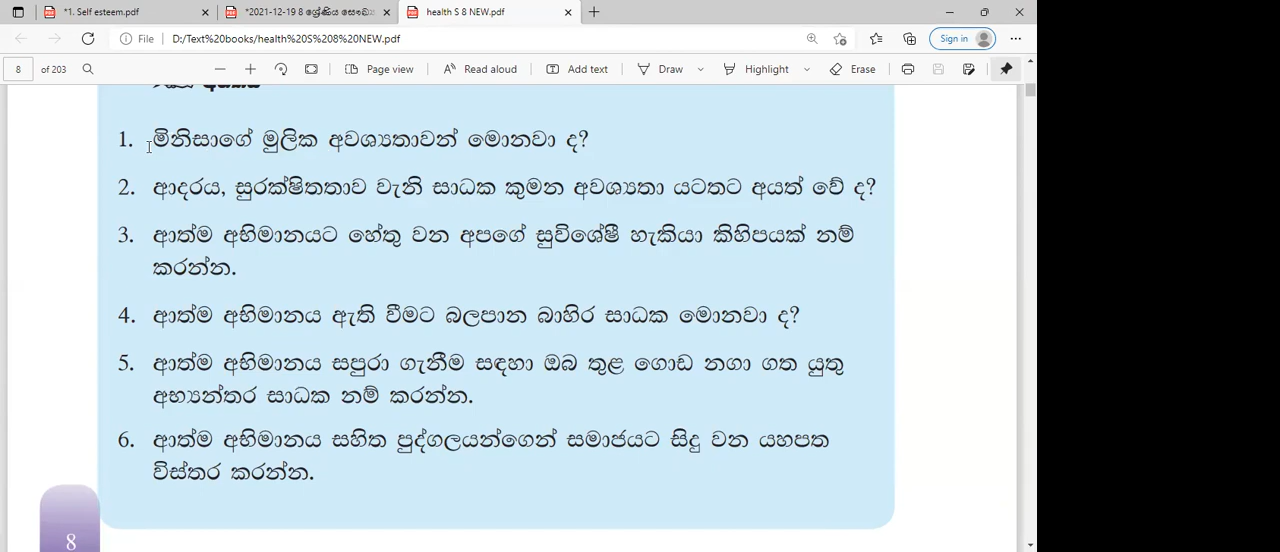 *1. Self esteem.pdf
*2021-12-19 8 ශ්‍රේණිය සෞඛ්‍ය
health S 8 NEW.pdf
File D:/Text%20books/health%20S%208%20NEW.pdf
Sign in
8 of 203
Page view
Read aloud
Add text
Draw
Highlight
Erase
1. මිනිසාගේ මුලික අවශ්‍යතාවන් මොනවා ද?
2. ආදරය, සුරක්ෂිතතාව වැනි සාධක කුමන අවශ්‍යතා යටතට අයත් වේ ද?
3. ආත්ම අභිමානයට හේතු වන අපගේ සුවිශේෂී හැකියා කිහිපයක් නම්
කරන්න.
4. ආත්ම අභිමානය ඇති වීමට බලපාන බාහිර සාධක මොනවා ද?
5. ආත්ම අභිමානය සපුරා ගැනීම සඳහා ඔබ තුළ ගොඩ නගා ගත යුතු
අභ්‍යන්තර සාධක නම් කරන්න.
6. ආත්ම අභිමානය සහිත පුද්ගලයන්ගෙන් සමාජයට සිදු වන යහපත
විස්තර කරන්න.
8